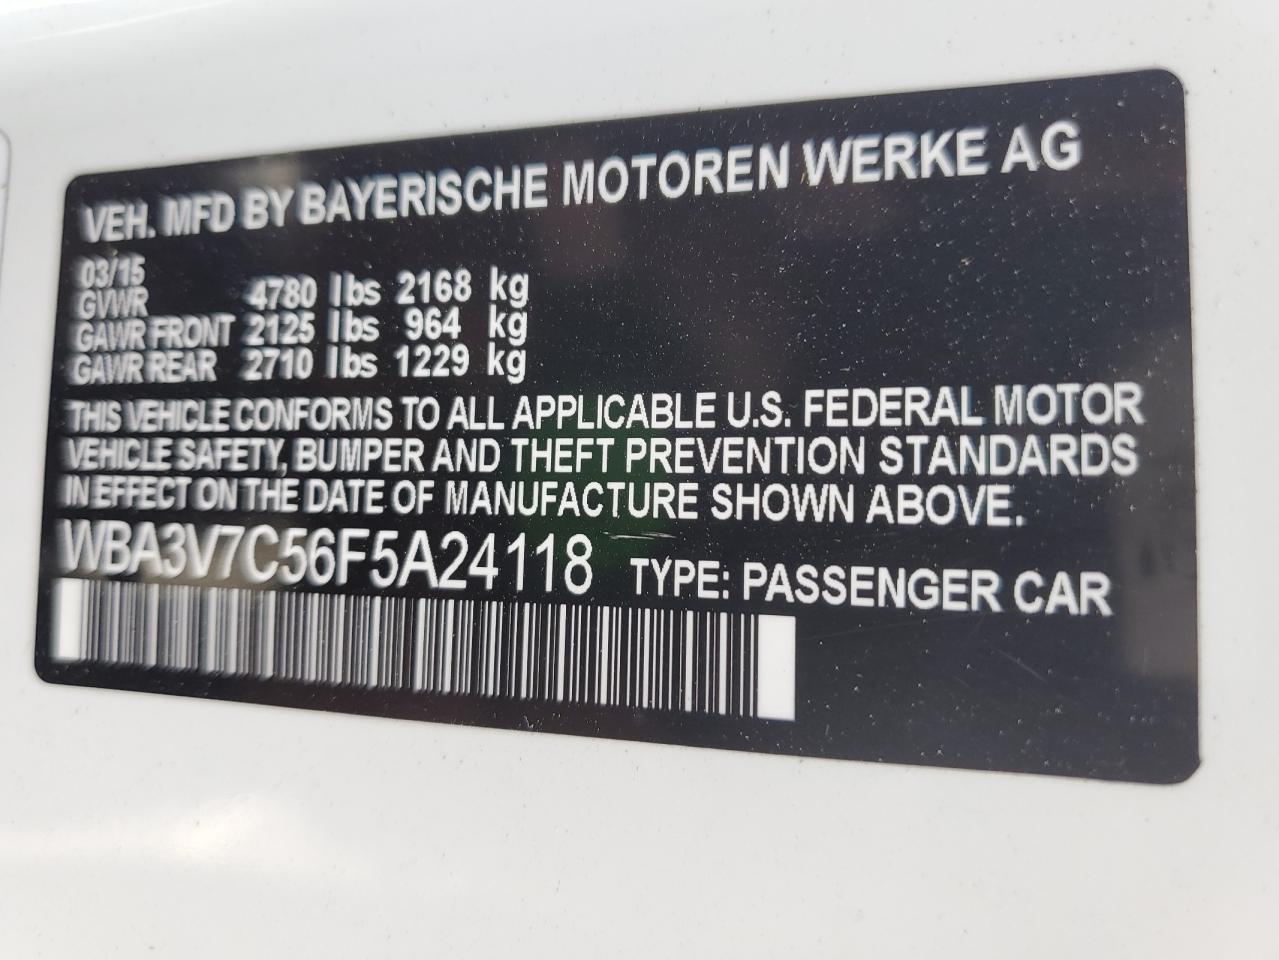 VEH. MFD BY BAYERISCHE MOTOREN WERKE AG
03/15
GVWR 4780 lbs 2168 kg
GAWR FRONT 2125 lbs 964 kg
GAWR REAR 2710 lbs 1229 kg
THIS VEHICLE CONFORMS TO ALL APPLICABLE U.S. FEDERAL MOTOR
VEHICLE SAFETY, BUMPER AND THEFT PREVENTION STANDARDS
IN EFFECT ON THE DATE OF MANUFACTURE SHOWN ABOVE.
WBA3V7C56F5A24118 TYPE: PASSENGER CAR